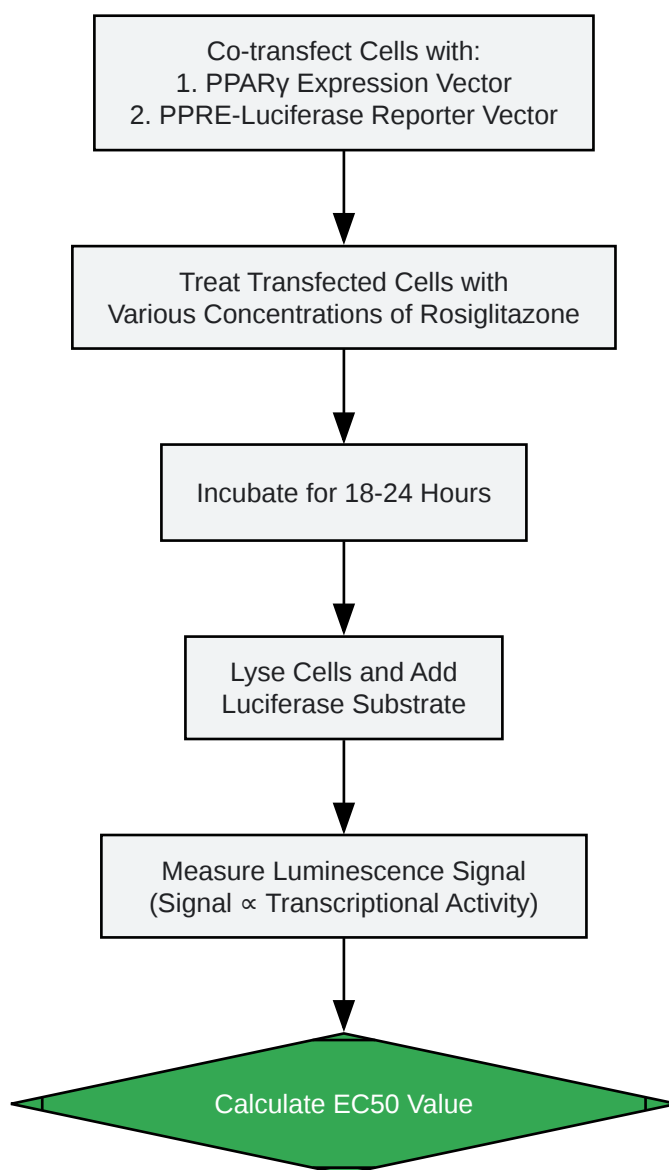 Co-transfect Cells with:
1. PPARγ Expression Vector
2. PPRE-Luciferase Reporter Vector
Treat Transfected Cells with
Various Concentrations of Rosiglitazone
Incubate for 18-24 Hours
Lyse Cells and Add
Luciferase Substrate
Measure Luminescence Signal
(Signal ∝ Transcriptional Activity)
Calculate EC50 Value